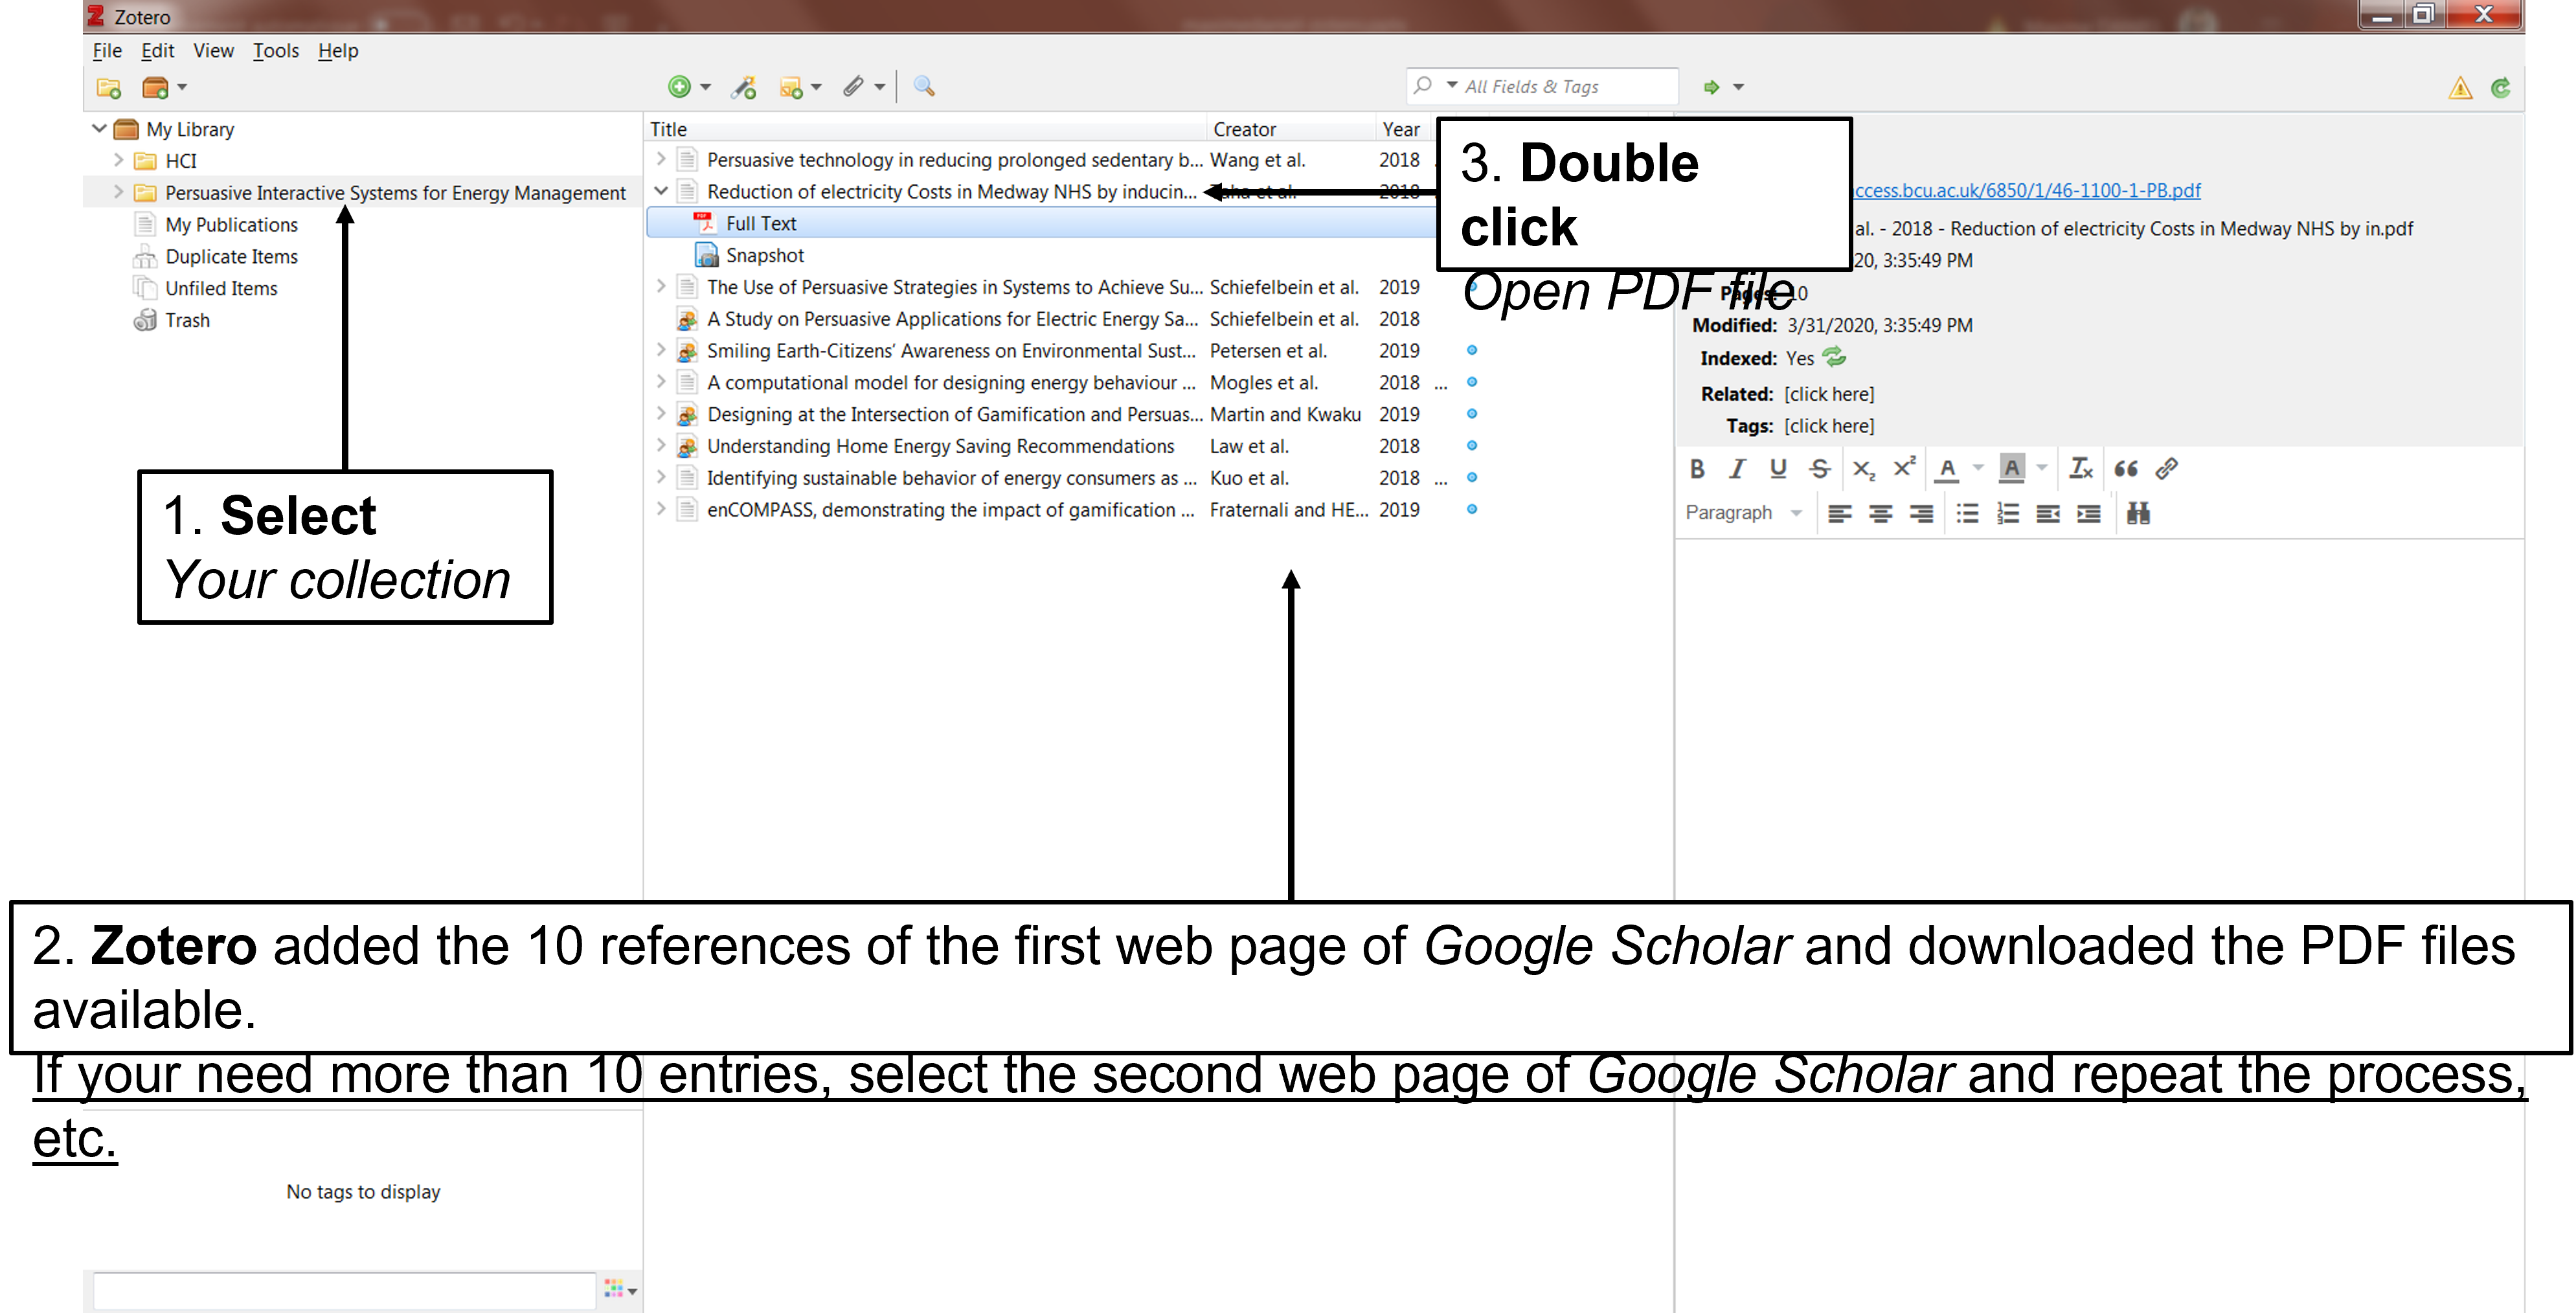 Zotero
File Edit View Tools Help
All Fields & Tags
My Library
HCI
Persuasive Interactive Systems for Energy Management
My Publications
Duplicate Items
Unfiled Items
Trash
Title Creator Year
Persuasive technology in reducing prolonged sedentary b... Wang et al. 2018
Reduction of electricity Costs in Medway NHS by inducin... Taha et al. 2018
Full Text
Snapshot
The Use of Persuasive Strategies in Systems to Achieve Su... Schiefelbein et al. 2019
A Study on Persuasive Applications for Electric Energy Sa... Schiefelbein et al. 2018
Smiling Earth-Citizens' Awareness on Environmental Sust... Petersen et al. 2019
A computational model for designing energy behaviour ... Mogles et al. 2018 ...
Designing at the Intersection of Gamification and Persuas... Martin and Kwaku 2019
Understanding Home Energy Saving Recommendations Law et al. 2018
Identifying sustainable behavior of energy consumers as ... Kuo et al. 2018 ...
enCOMPASS, demonstrating the impact of gamification ... Fraternali and HE... 2019
3. Double
click
Open PDF file
ccess.bcu.ac.uk/6850/1/46-1100-1-PB.pdf
al. - 2018 - Reduction of electricity Costs in Medway NHS by in.pdf
20, 3:35:49 PM
Pages: 10
Modified: 3/31/2020, 3:35:49 PM
Indexed: Yes
Related: [click here]
Tags: [click here]
Paragraph
1. Select
Your collection
2. Zotero added the 10 references of the first web page of Google Scholar and downloaded the PDF files
available.
If your need more than 10 entries, select the second web page of Google Scholar and repeat the process,
etc.
No tags to display